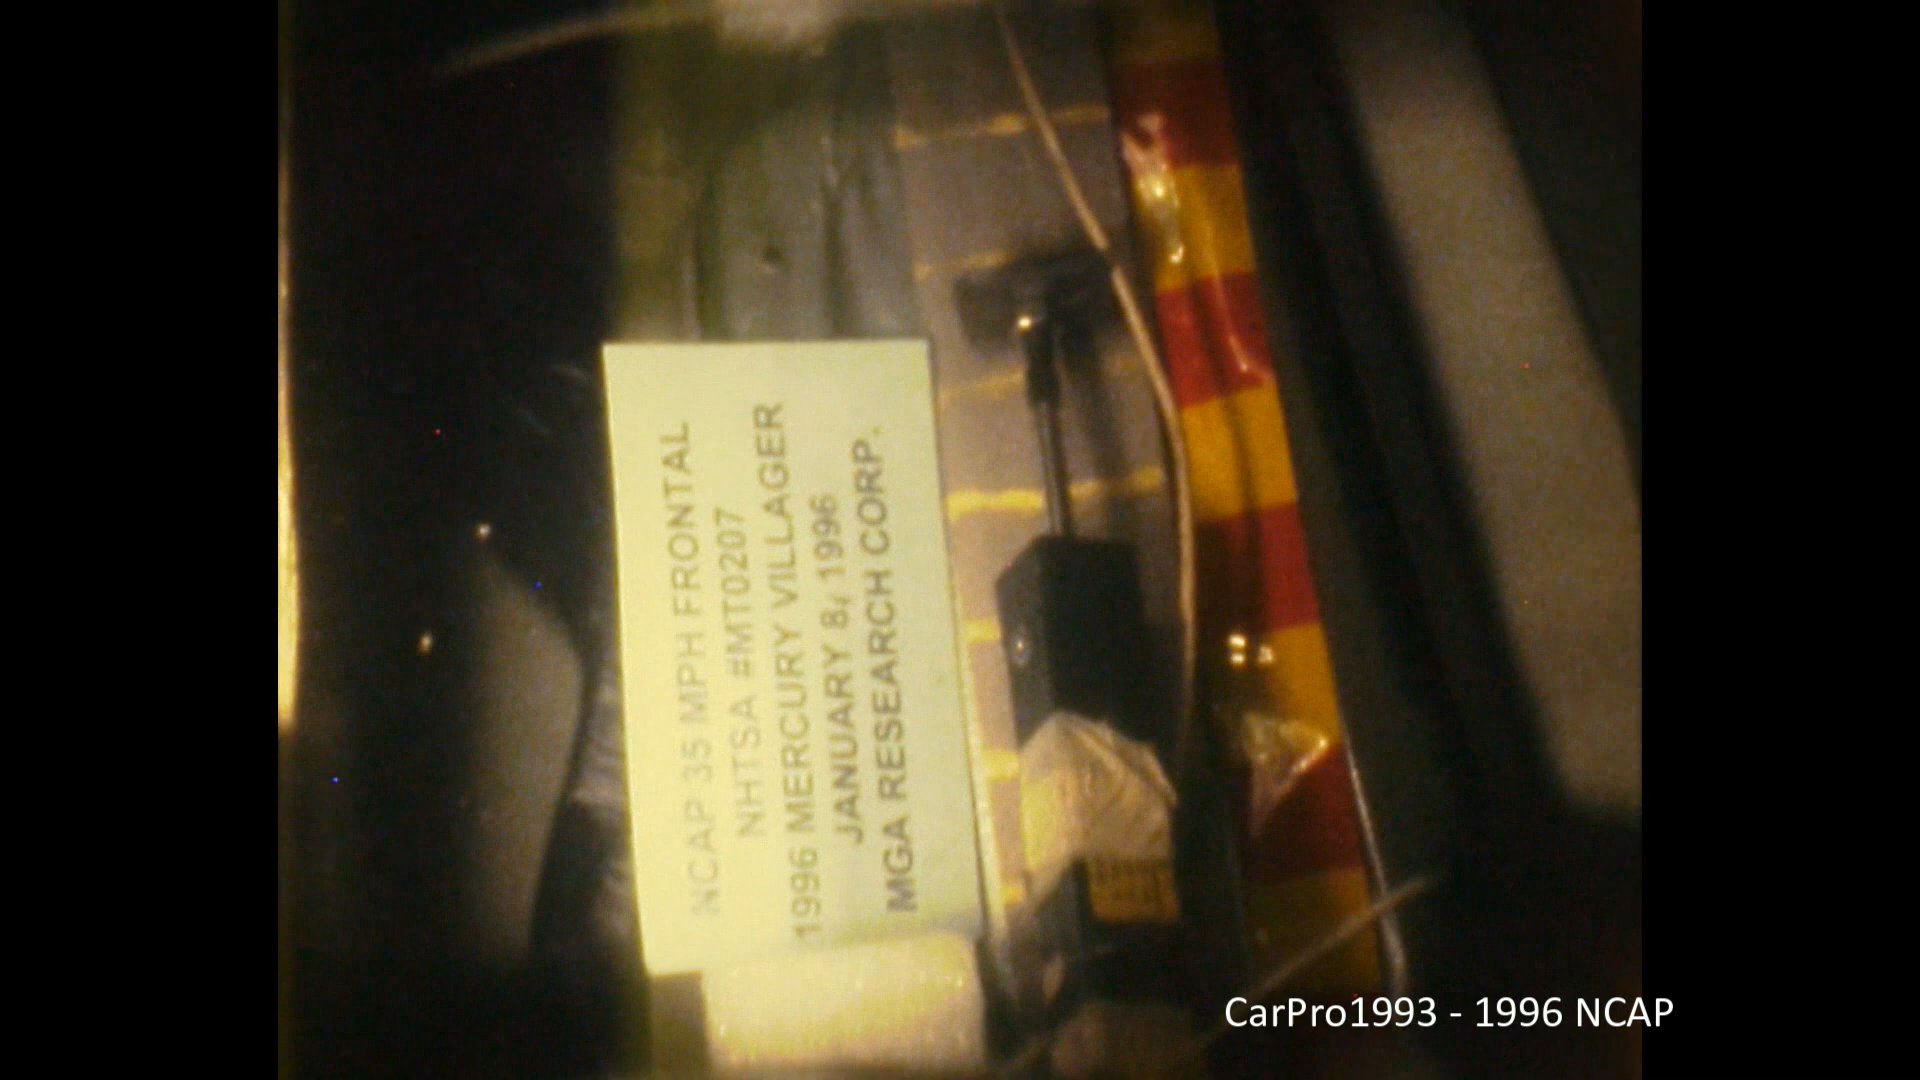 NCAP 35 MPH FRONTAL
NHTSA #MT0207
1996 MERCURY VILLAGER
JANUARY 8, 1996
MGA RESEARCH CORP.
CarPro1993 - 1996 NCAP